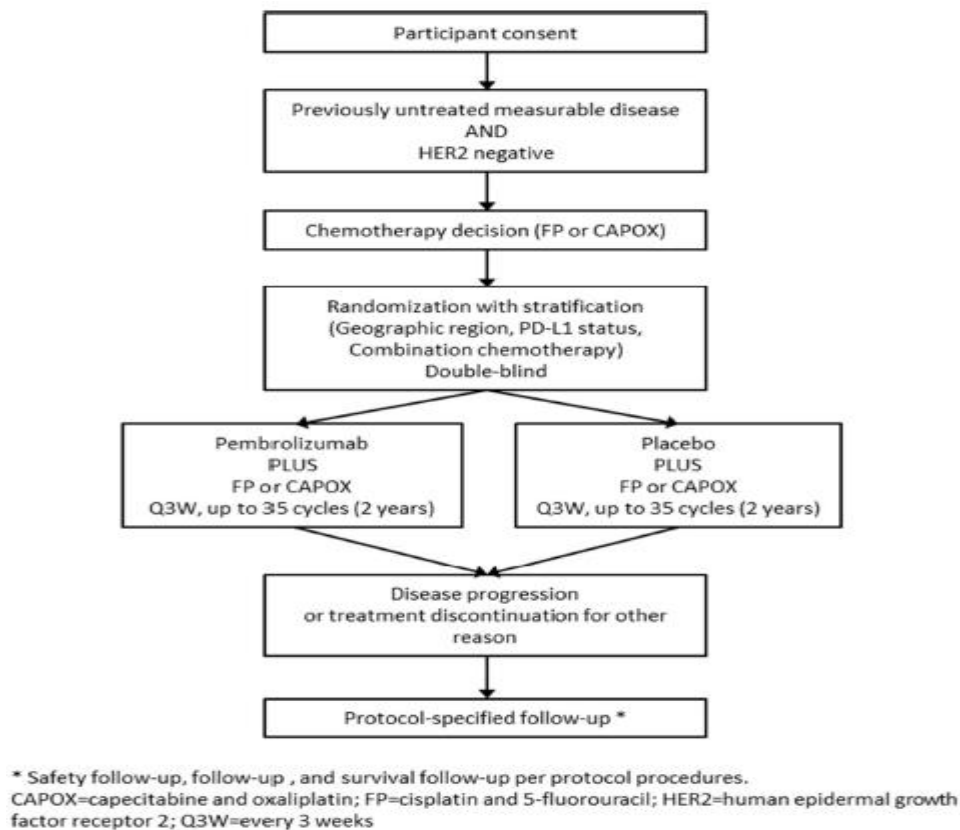 Participant consent
Previously untreated measurable disease
AND
HER2 negative
Chemotherapy decision (FP or CAPOX)
Randomization with stratification
(Geographic region, PD-L1 status,
Combination chemotherapy)
Double-blind
Pembrolizumab
PLUS
FP or CAPOX
Q3W, up to 35 cycles (2 years)
Placebo
PLUS
FP or CAPOX
Q3W, up to 35 cycles (2 years)
Disease progression
or treatment discontinuation for other
reason
Protocol-specified follow-up *
* Safety follow-up, follow-up , and survival follow-up per protocol procedures.
CAPOX=capecitabine and oxaliplatin; FP=cisplatin and 5-fluorouracil; HER2=human epidermal growth
factor receptor 2; Q3W=every 3 weeks